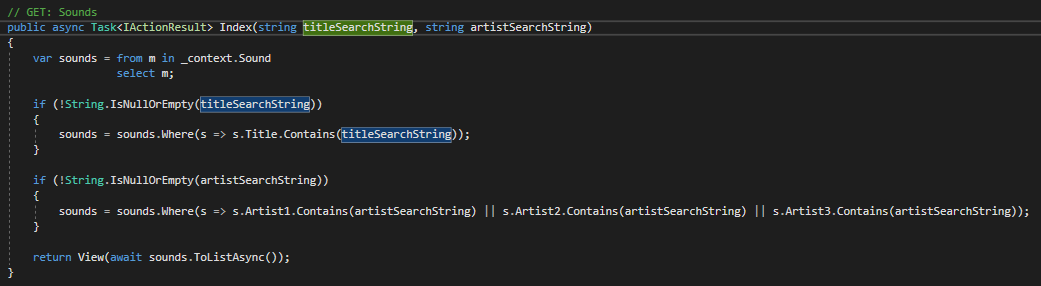 // GET: Sounds
public async Task<IActionResult> Index(string titleSearchString, string artistSearchString)
{
    var sounds = from m in _context.Sound
                 select m;

    if (!String.IsNullOrEmpty(titleSearchString))
    {
        sounds = sounds.Where(s => s.Title.Contains(titleSearchString));
    }

    if (!String.IsNullOrEmpty(artistSearchString))
    {
        sounds = sounds.Where(s => s.Artist1.Contains(artistSearchString) || s.Artist2.Contains(artistSearchString) || s.Artist3.Contains(artistSearchString));
    }

    return View(await sounds.ToListAsync());
}